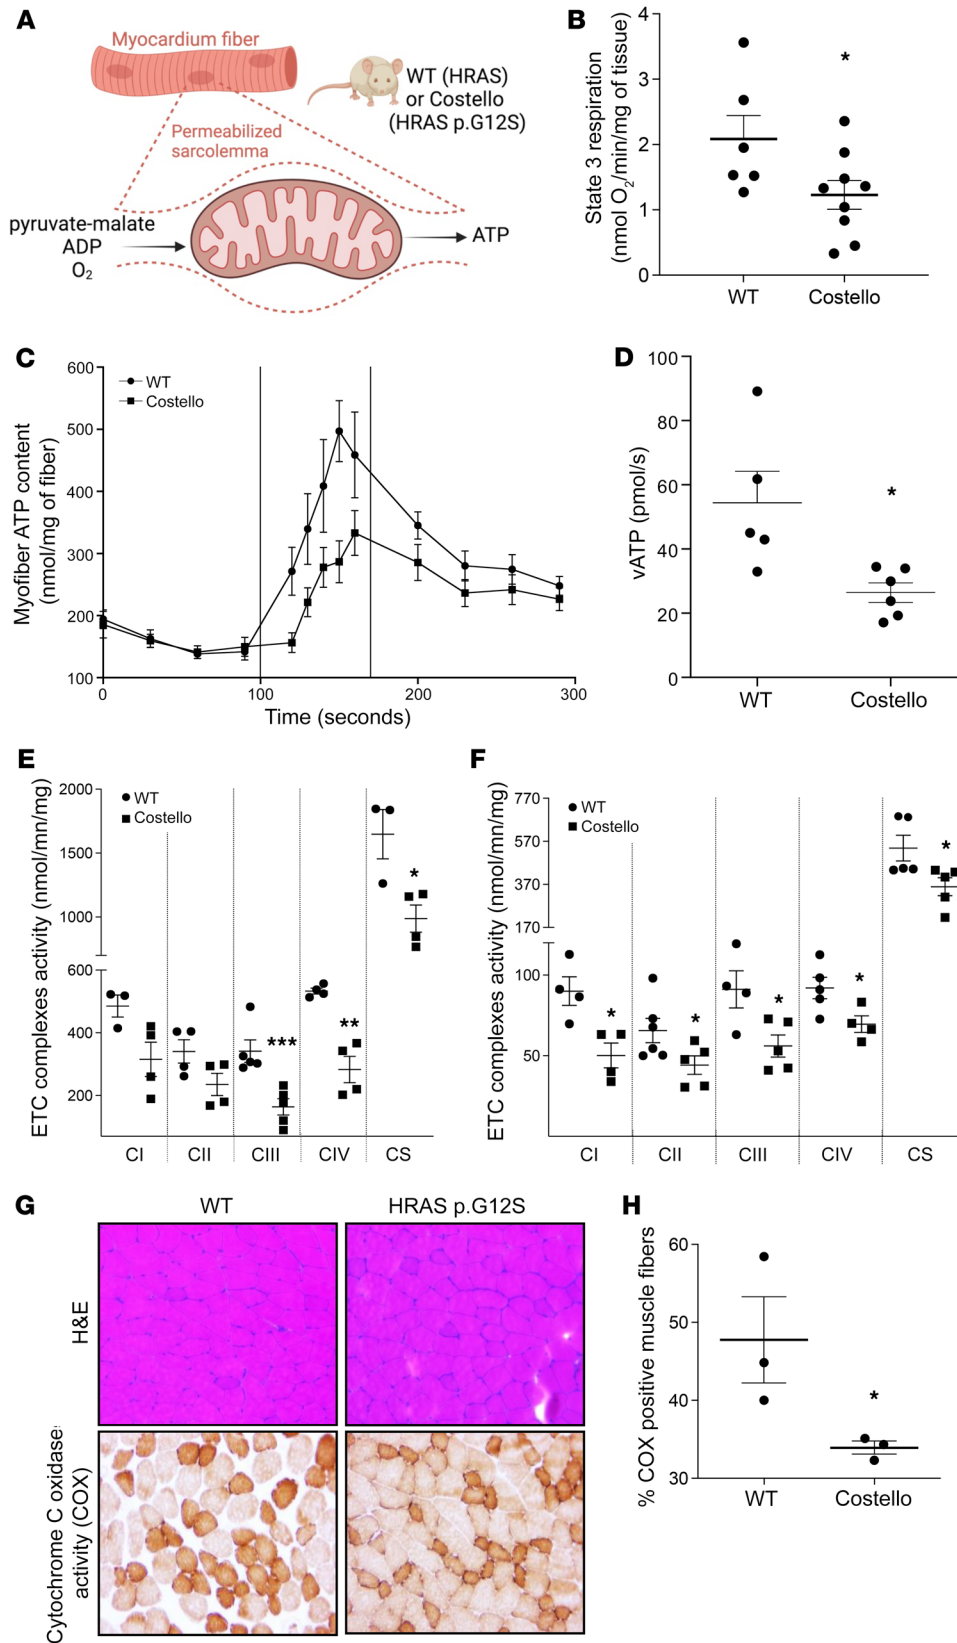 A
Myocardium fiber
WT (HRAS)
or Costello
(HRAS p.G12S)
Permeabilized
sarcolemma
pyruvate-malate
ADP
O₂
ATP
B
State 3 respiration
(nmol O₂/min/mg of tissue)
4
3
2
1
0
*
WT
Costello
C
Myofiber ATP content
(nmol/mg of fiber)
600
500
400
300
200
100
WT
Costello
0
100
200
300
Time (seconds)
D
vATP (pmol/s)
100
80
60
40
20
0
*
WT
Costello
E
ETC complexes activity (nmol/mn/mg)
2000
1500
1000
600
400
200
WT
Costello
***
**
*
CI
CII
CIII
CIV
CS
F
ETC complexes activity (nmol/mn/mg)
770
570
370
170
100
50
WT
Costello
*
*
*
*
*
CI
CII
CIII
CIV
CS
G
WT
HRAS p.G12S
H&E
Cytochrome C oxidase
activity (COX)
H
% COX positive muscle fibers
60
50
40
30
*
WT
Costello